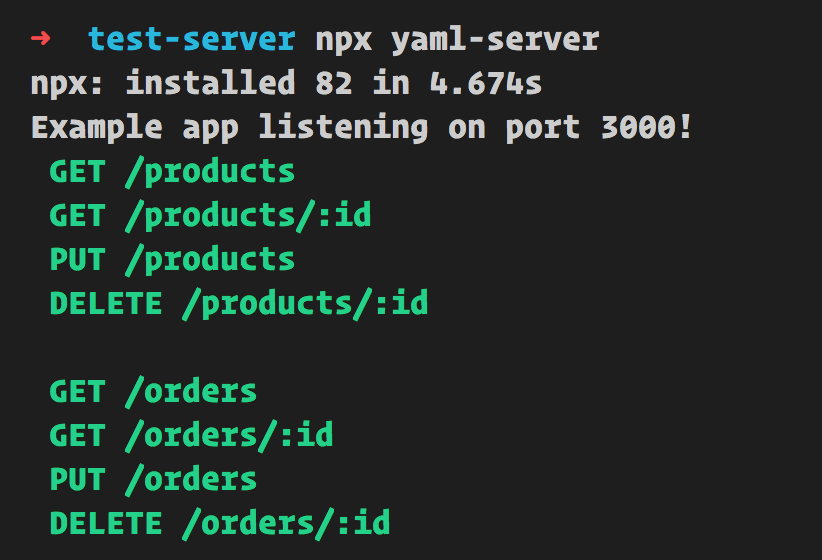 ➜ test-server npx yaml-server
npx: installed 82 in 4.674s
Example app listening on port 3000!
GET /products
GET /products/:id
PUT /products
DELETE /products/:id
GET /orders
GET /orders/:id
PUT /orders
DELETE /orders/:id